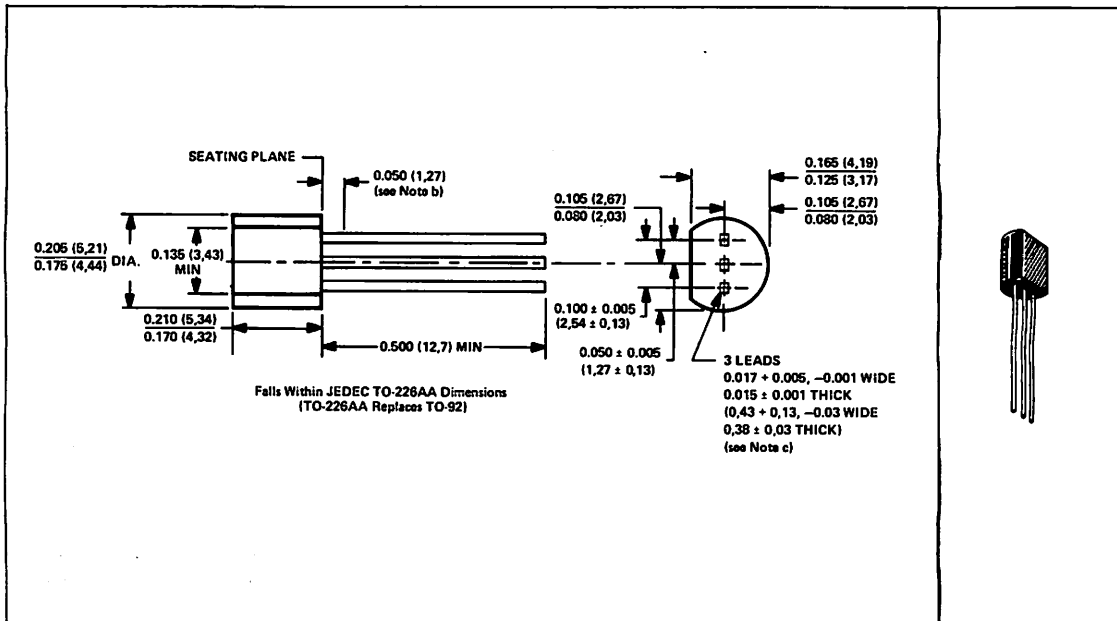 SEATING PLANE
0.050 (1,27)
(see Note b)
0.205 (5,21)
0.175 (4,44)
DIA.
0.135 (3,43)
MIN
0.210 (5,34)
0.170 (4,32)
0.500 (12,7) MIN
Falls Within JEDEC TO-226AA Dimensions
(TO-226AA Replaces TO-92)
0.165 (4,19)
0.125 (3,17)
0.105 (2,67)
0.080 (2,03)
0.105 (2,67)
0.080 (2,03)
0.100 ± 0.005
(2,54 ± 0,13)
0.050 ± 0.005
(1,27 ± 0,13)
3 LEADS
0.017 + 0.005, −0.001 WIDE
0.015 ± 0.001 THICK
(0,43 + 0,13, −0.03 WIDE
0,38 ± 0,03 THICK)
(see Note c)